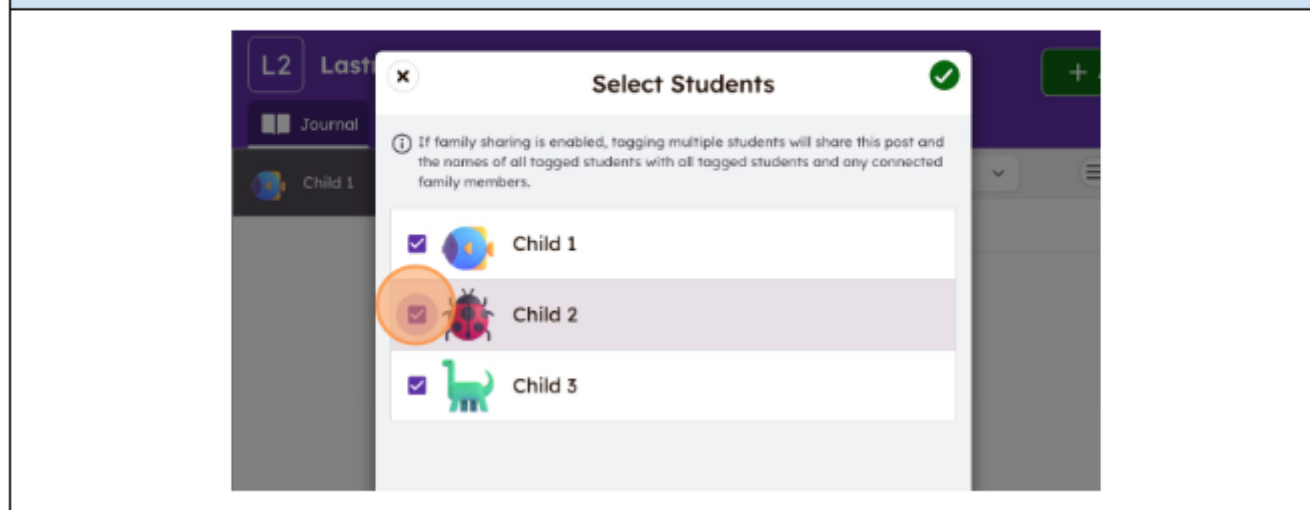 L2 Last
Select Students
+
Journal
If family sharing is enabled, tagging multiple students will share this post and
the names of all tagged students with all tagged students and any connected
family members.
Child 1
Child 1
Child 2
Child 3